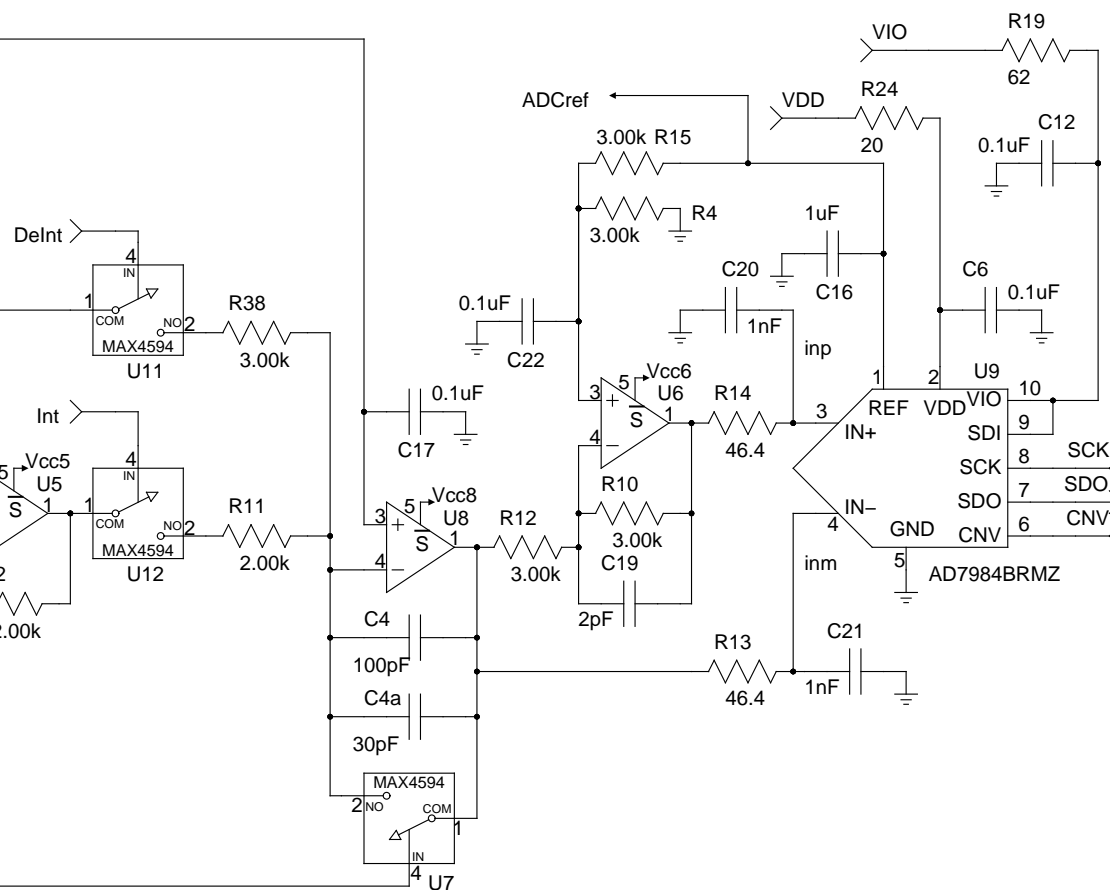 VIO
R19
62
VDD
R24
20
C12
0.1uF
ADCref
3.00k R15
R4
3.00k
1uF
C16
C20
1nF
C6
0.1uF
DeInt
4
IN
1
COM
NO
2
MAX4594
U11
R38
3.00k
0.1uF
C22
inp
Vcc6
5
U6
3
+
S
1
4
−
R14
46.4
1
REF
2
VDD
U9
VIO
10
SDI
9
SCK
8
SCK
SDO
7
SDO
CNV
6
CNV
3
IN+
IN−
4
GND
5
AD7984BRMZ
inm
Int
4
IN
1
COM
NO
2
MAX4594
U12
5
Vcc5
U5
S
1
2
2.00k
R11
2.00k
0.1uF
C17
Vcc8
5
U8
3
+
S
1
4
−
R12
3.00k
R10
3.00k
C19
2pF
C4
100pF
C4a
30pF
R13
46.4
C21
1nF
MAX4594
2
NO
COM
1
IN
4
U7